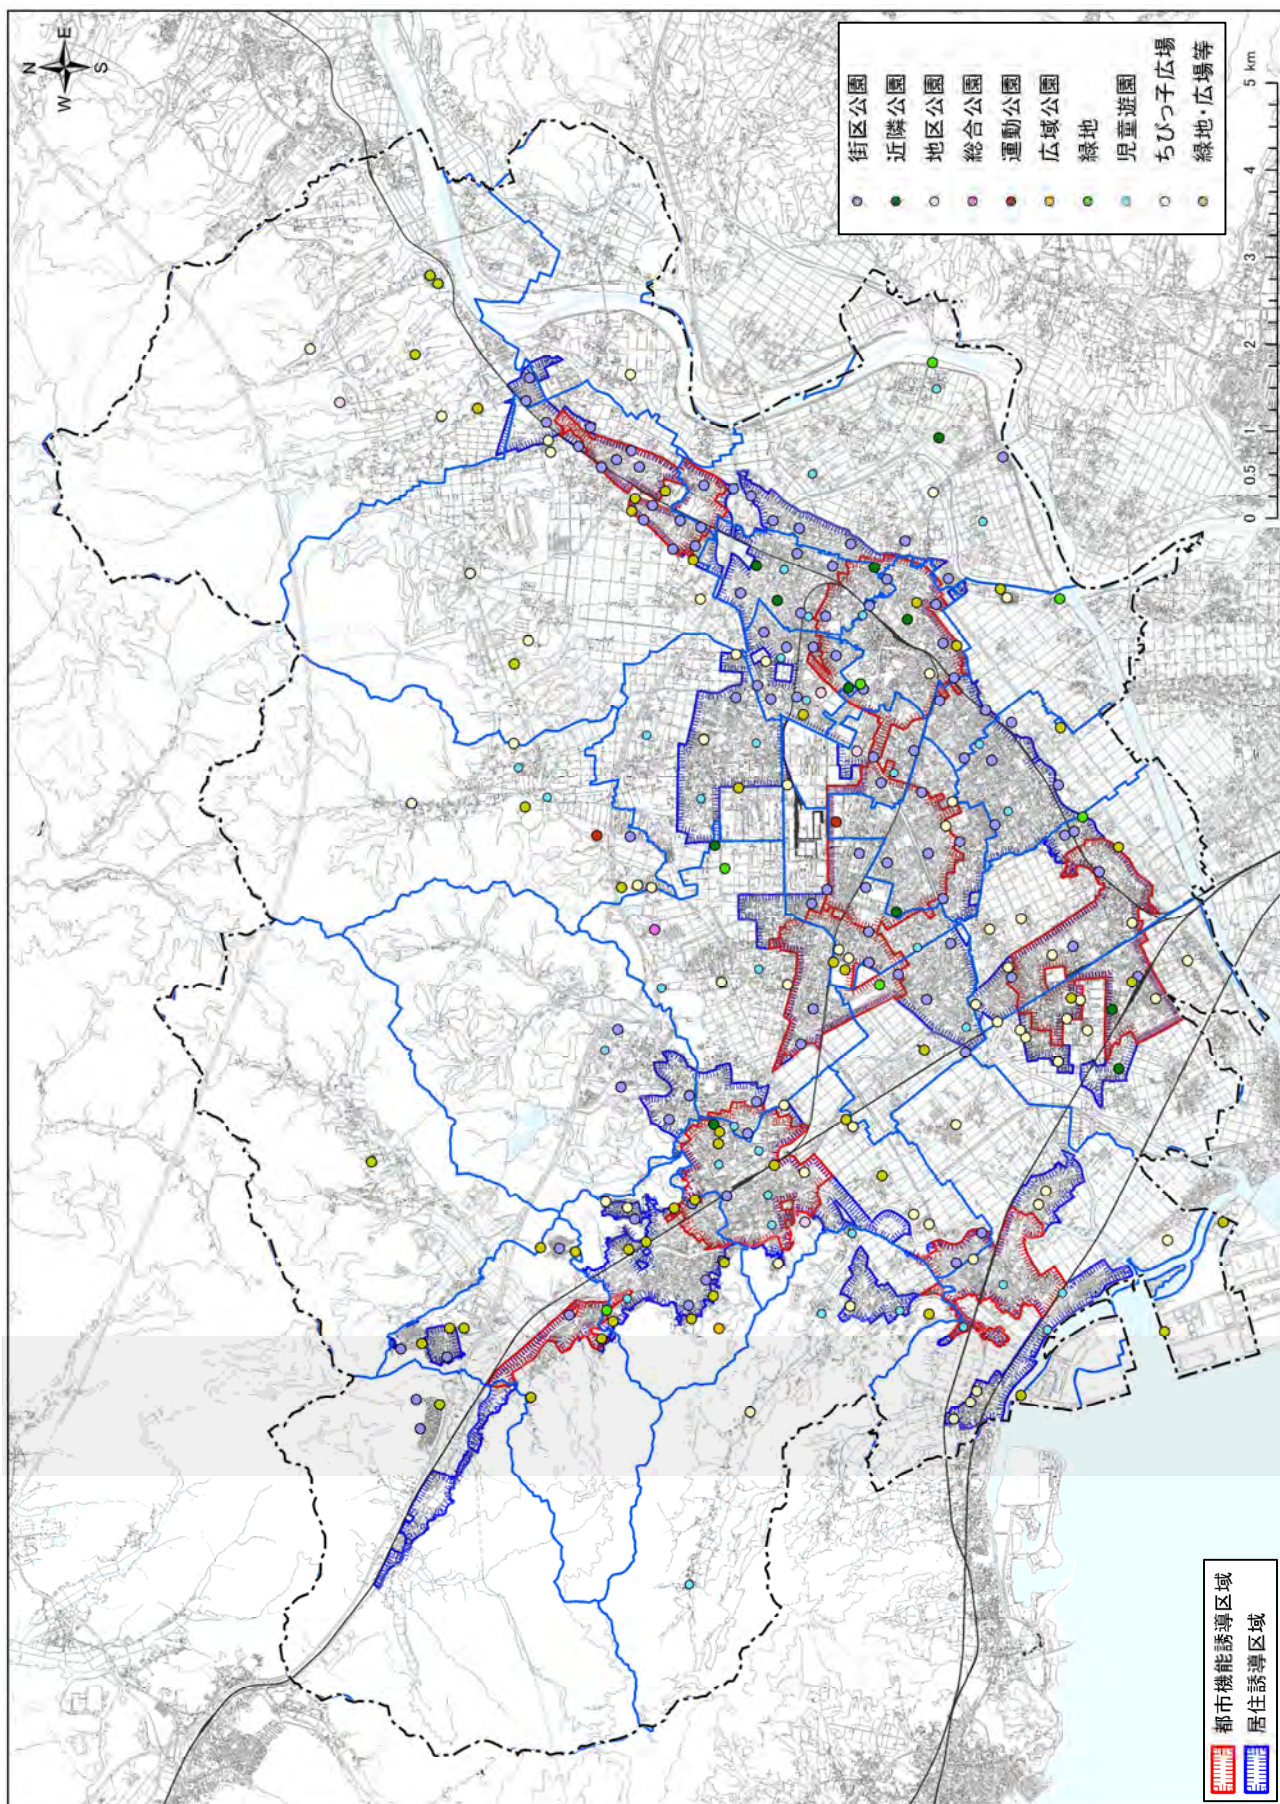 N
E
S
W
街区公園
近隣公園
地区公園
総合公園
運動公園
広域公園
緑地
児童遊園
ちびっ子広場
緑地・広場等
0 0.5 1 2 3 4 5 km
都市機能誘導区域
居住誘導区域